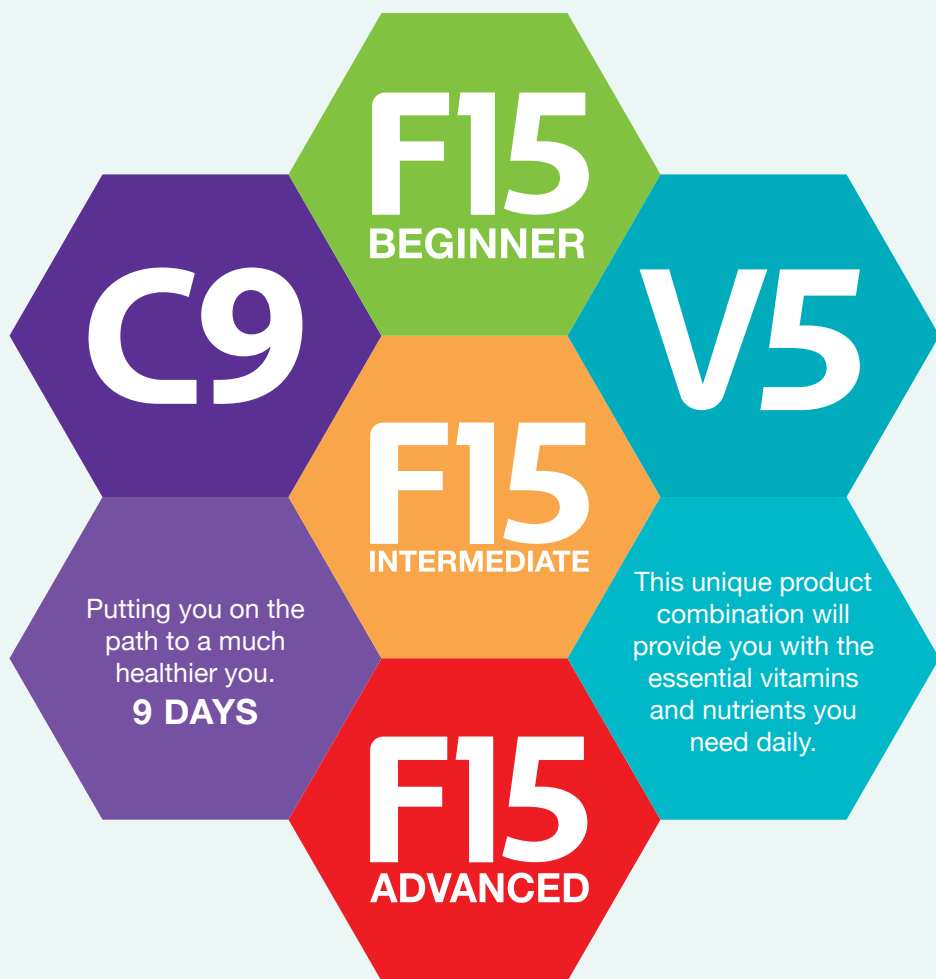 F15
BEGINNER
C9
V5
F15
INTERMEDIATE
Putting you on the
path to a much
healthier you.
9 DAYS
This unique product
combination will
provide you with the
essential vitamins
and nutrients you
need daily.
F15
ADVANCED